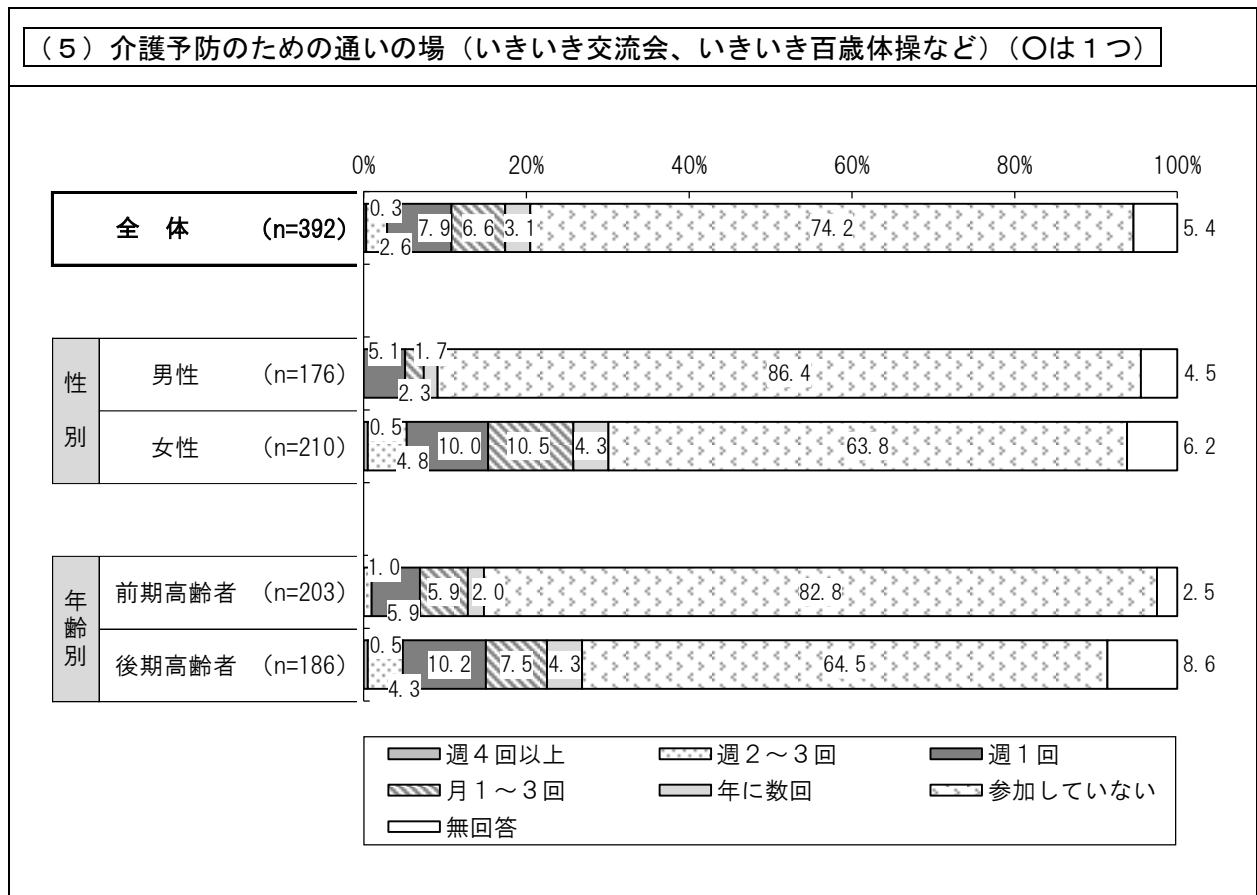 （５）介護予防のための通いの場（いきいき交流会、いきいき百歳体操など）（〇は１つ）
0% 20% 40% 60% 80% 100%
全 体 (n=392) 0.3 2.6 7.9 6.6 3.1 74.2 5.4
性別
男性 (n=176) 5.1 2.3 1.7 86.4 4.5
女性 (n=210) 0.5 4.8 10.0 10.5 4.3 63.8 6.2
年齢別
前期高齢者 (n=203) 1.0 5.9 5.9 2.0 82.8 2.5
後期高齢者 (n=186) 0.5 4.3 10.2 7.5 4.3 64.5 8.6
週４回以上 週２～３回 週１回
月１～３回 年に数回 参加していない
無回答